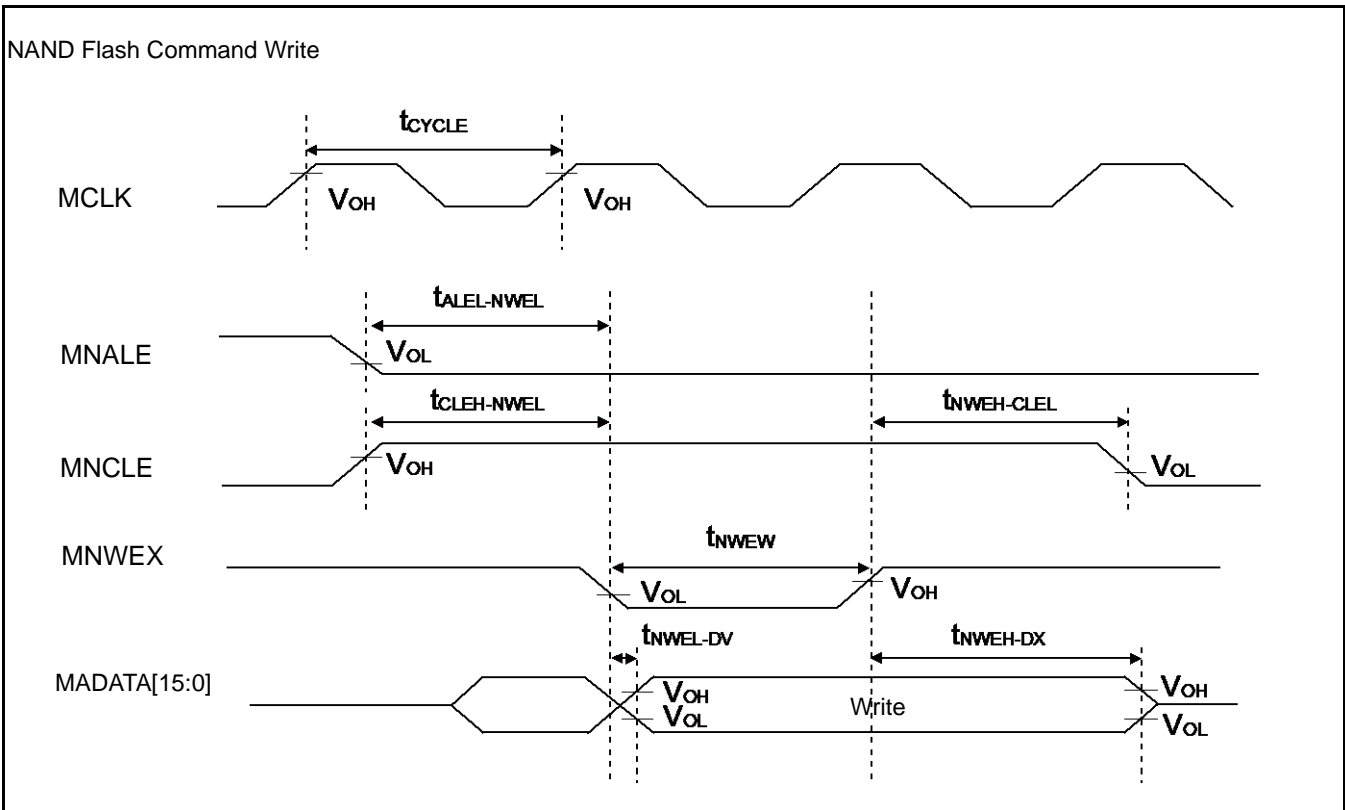 NAND Flash Command Write
tCYCLE
MCLK
VOH VOH
tALEL-NWEL
MNALE
VOL
tCLEH-NWEL tNWEH-CLEL
MNCLE
VOH VOL
MNWEX
tNWEW
VOL VOH
tNWEL-DV tNWEH-DX
MADATA[15:0]
VOH Write VOH
VOL VOL